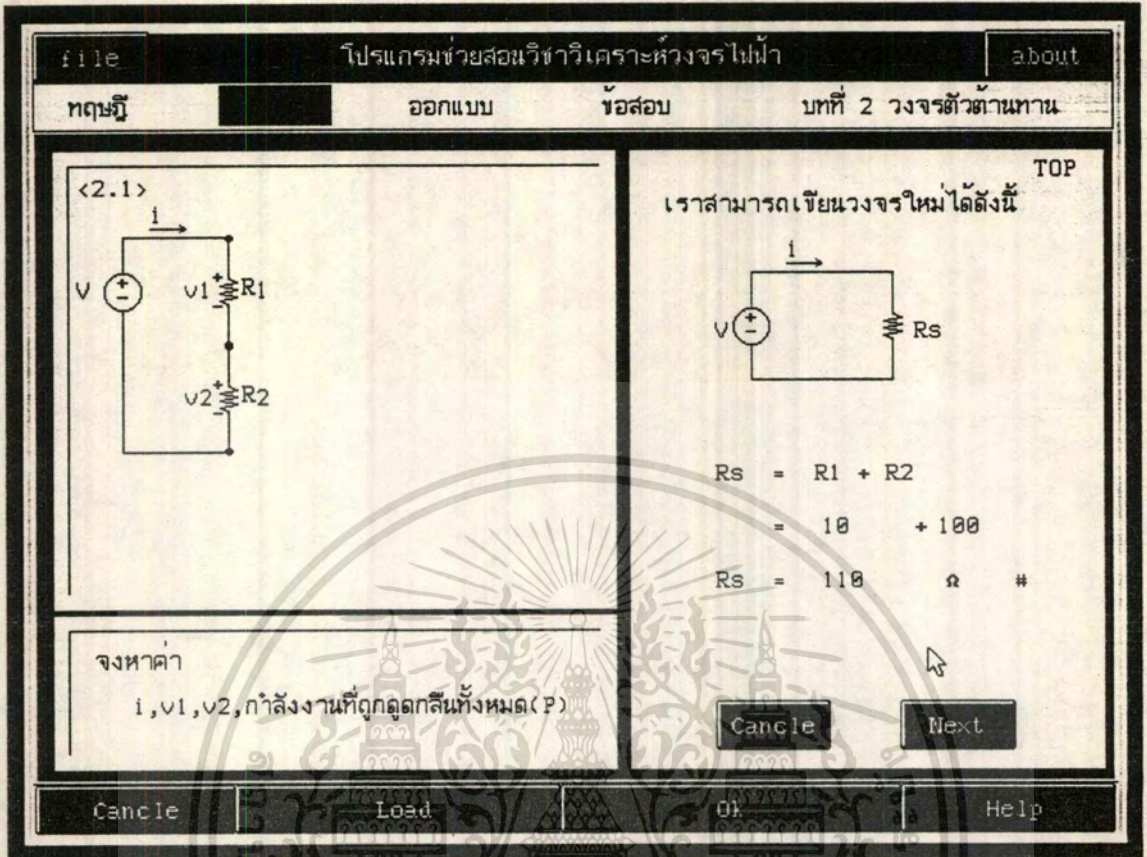 file โปรแกรมช่วยสอนวิชาวิเคราะห์วงจรไฟฟ้า about
ทฤษฎี ออกแบบ ข้อสอบ บทที่ 2 วงจรตัวต้านทาน
<2.1>
i
V + - v1 + - R1
v2 + - R2
จงหาค่า
i,v1,v2,กำลังงานที่ถูกดูดกลืนทั้งหมด(P)
TOP
เราสามารถเขียนวงจรใหม่ได้ดังนี้
i
V + - Rs
Rs = R1 + R2
= 10 + 100
Rs = 110 Ω #
Cancle Next
Cancle Load Ok Help